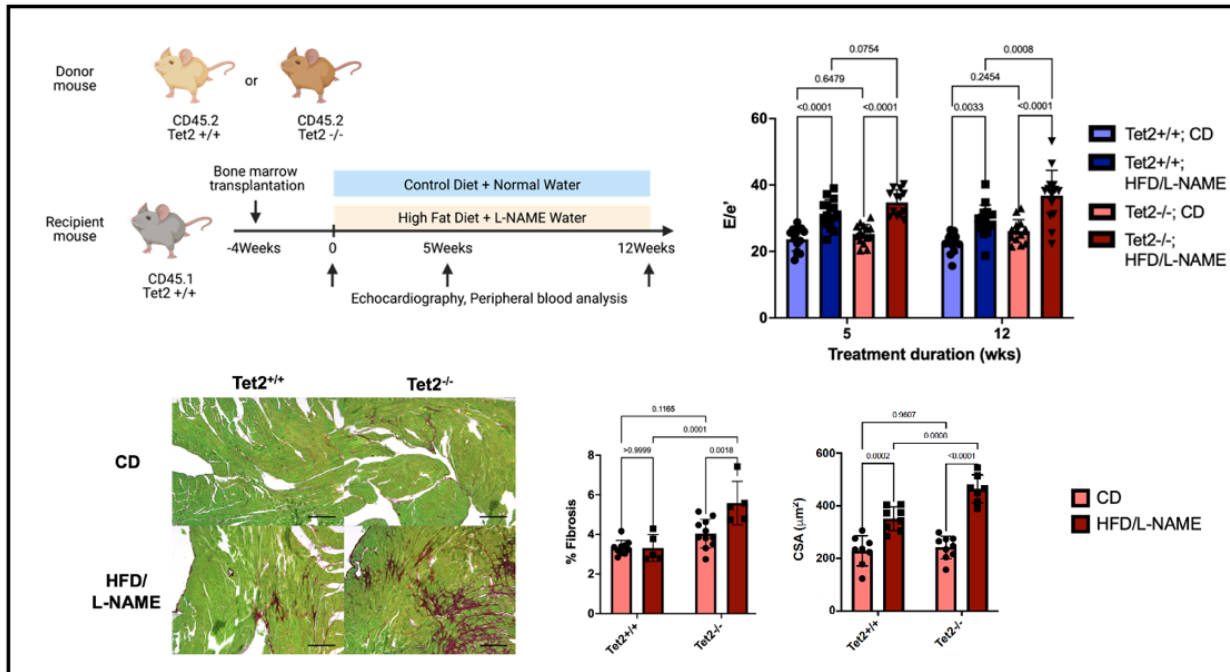 Donor
mouse
or
CD45.2
Tet2 +/+
CD45.2
Tet2 -/-
Bone marrow
transplantation
Control Diet + Normal Water
High Fat Diet + L-NAME Water
Recipient
mouse
-4Weeks
0
5Weeks
12Weeks
CD45.1
Tet2 +/+
Echocardiography, Peripheral blood analysis
0.0754
0.0008
0.6479
0.2454
<0.0001
<0.0001
0.0033
<0.0001
60
40
20
0
E/e'
5
12
Treatment duration (wks)
Tet2+/+; CD
Tet2+/+;
HFD/L-NAME
Tet2-/-; CD
Tet2-/-;
HFD/L-NAME
Tet2+/+
Tet2-/-
CD
HFD/
L-NAME
0.1165
0.0001
>0.9999
0.0018
8
6
4
2
0
% Fibrosis
Tet2+/+
Tet2-/-
0.9607
0.0002
<0.0001
600
400
200
0
CSA (μm²)
Tet2+/+
Tet2-/-
CD
HFD/L-NAME